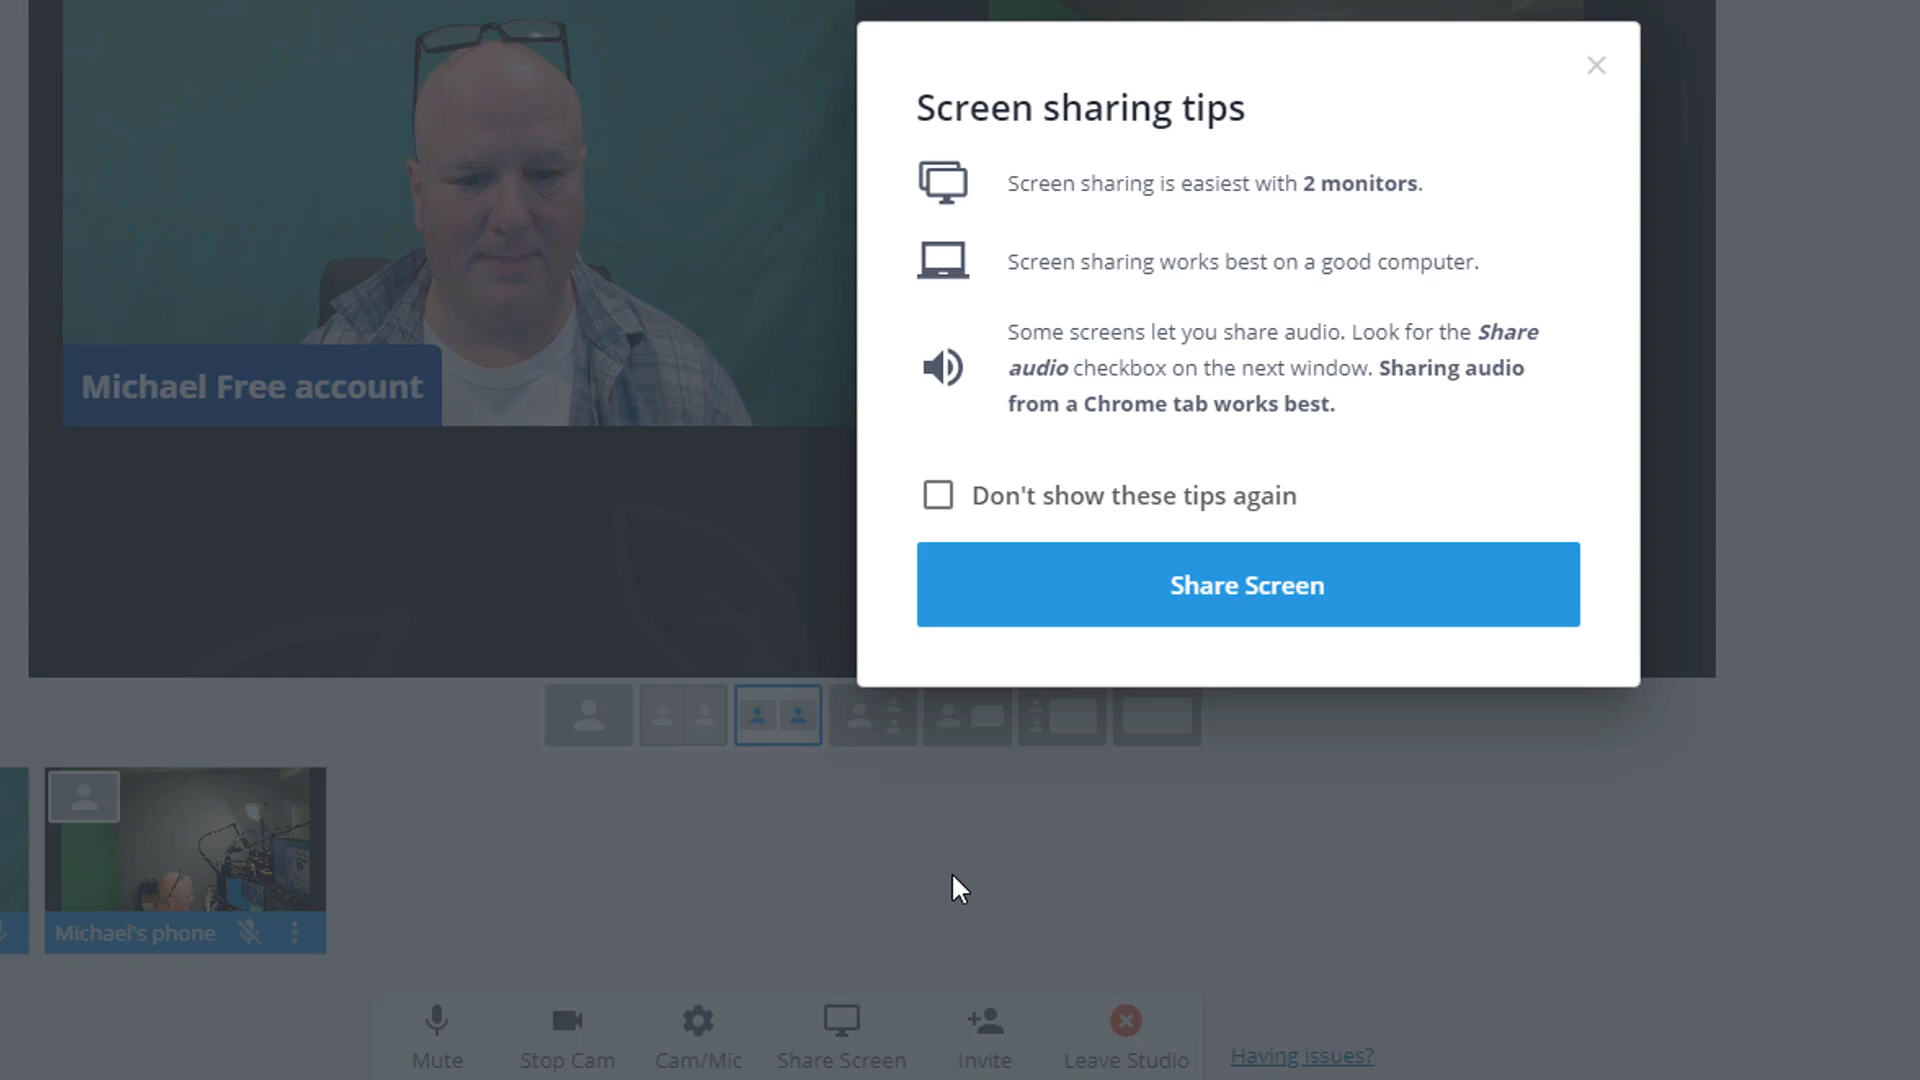 Screen sharing tips
Screen sharing is easiest with 2 monitors.
Screen sharing works best on a good computer.
Some screens let you share audio. Look for the Share
audio checkbox on the next window. Sharing audio
from a Chrome tab works best.
Don't show these tips again
Share Screen
Michael Free account
Michael's phone
Mute
Stop Cam
Cam/Mic
Share Screen
Invite
Leave Studio
Having issues?